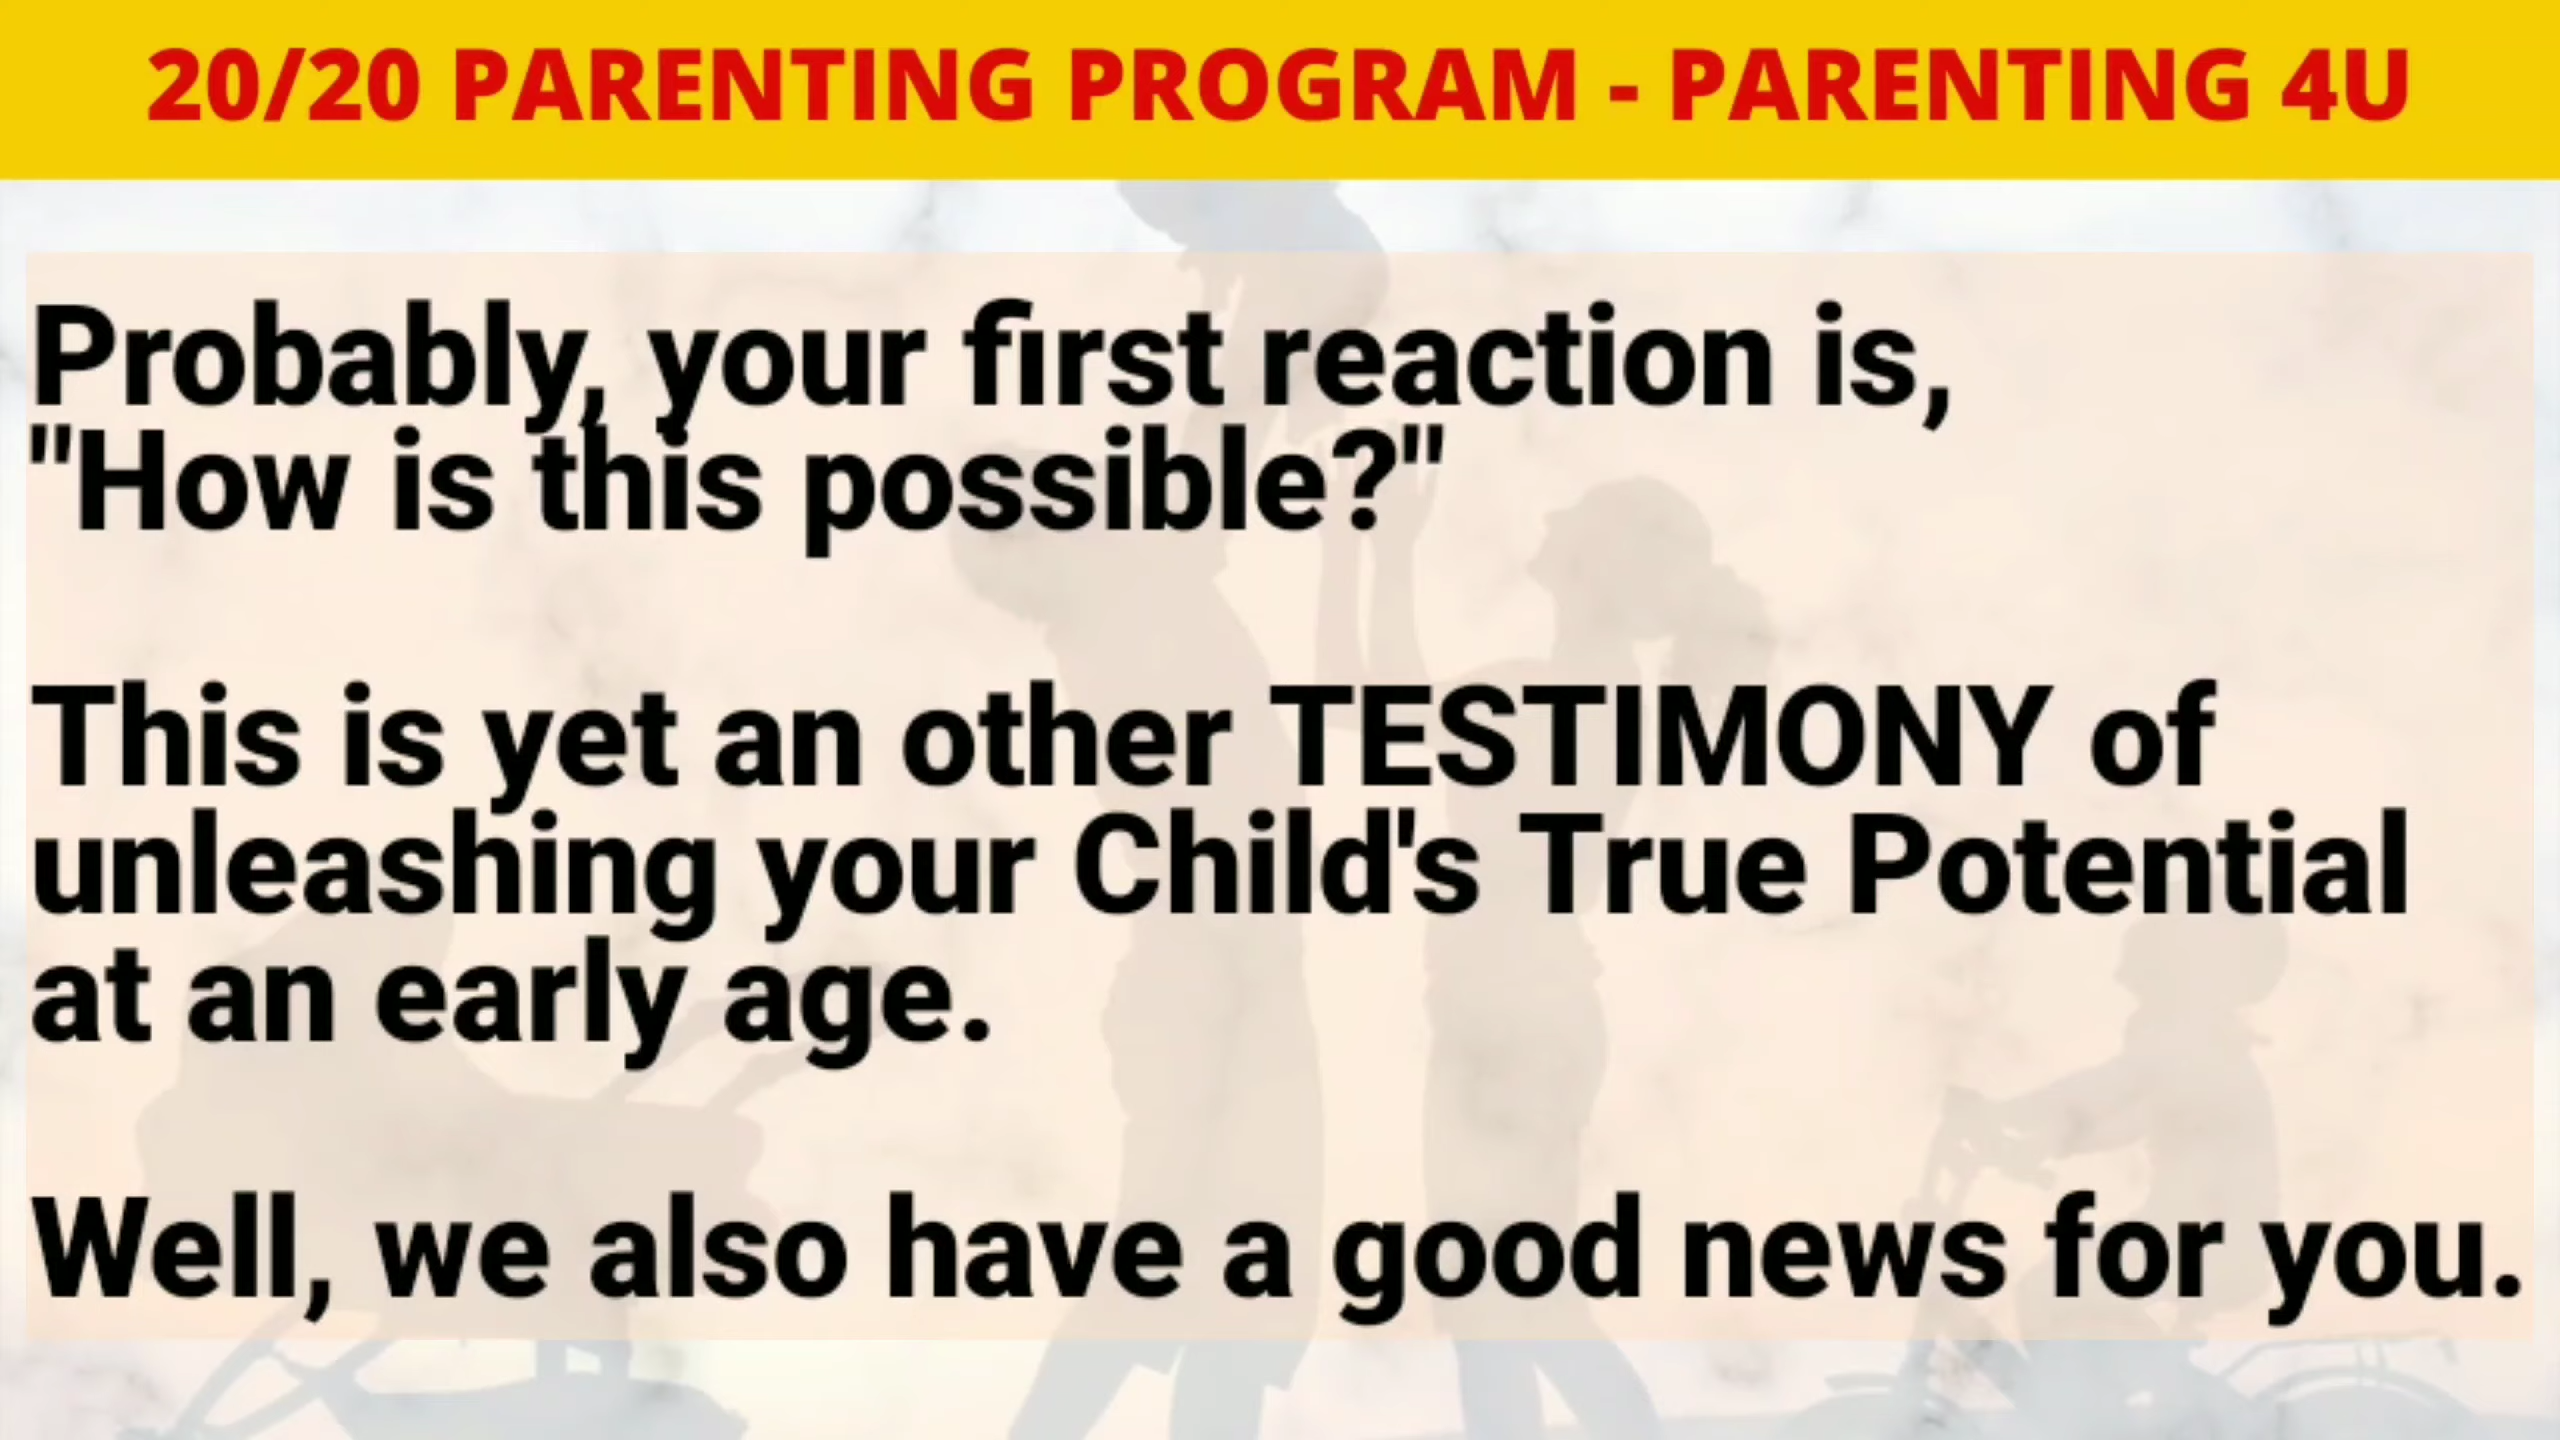 20/20 PARENTING PROGRAM - PARENTING 4U
Probably, your first reaction is,
"How is this possible?"
This is yet an other TESTIMONY of
unleashing your Child's True Potential
at an early age.
Well, we also have a good news for you.